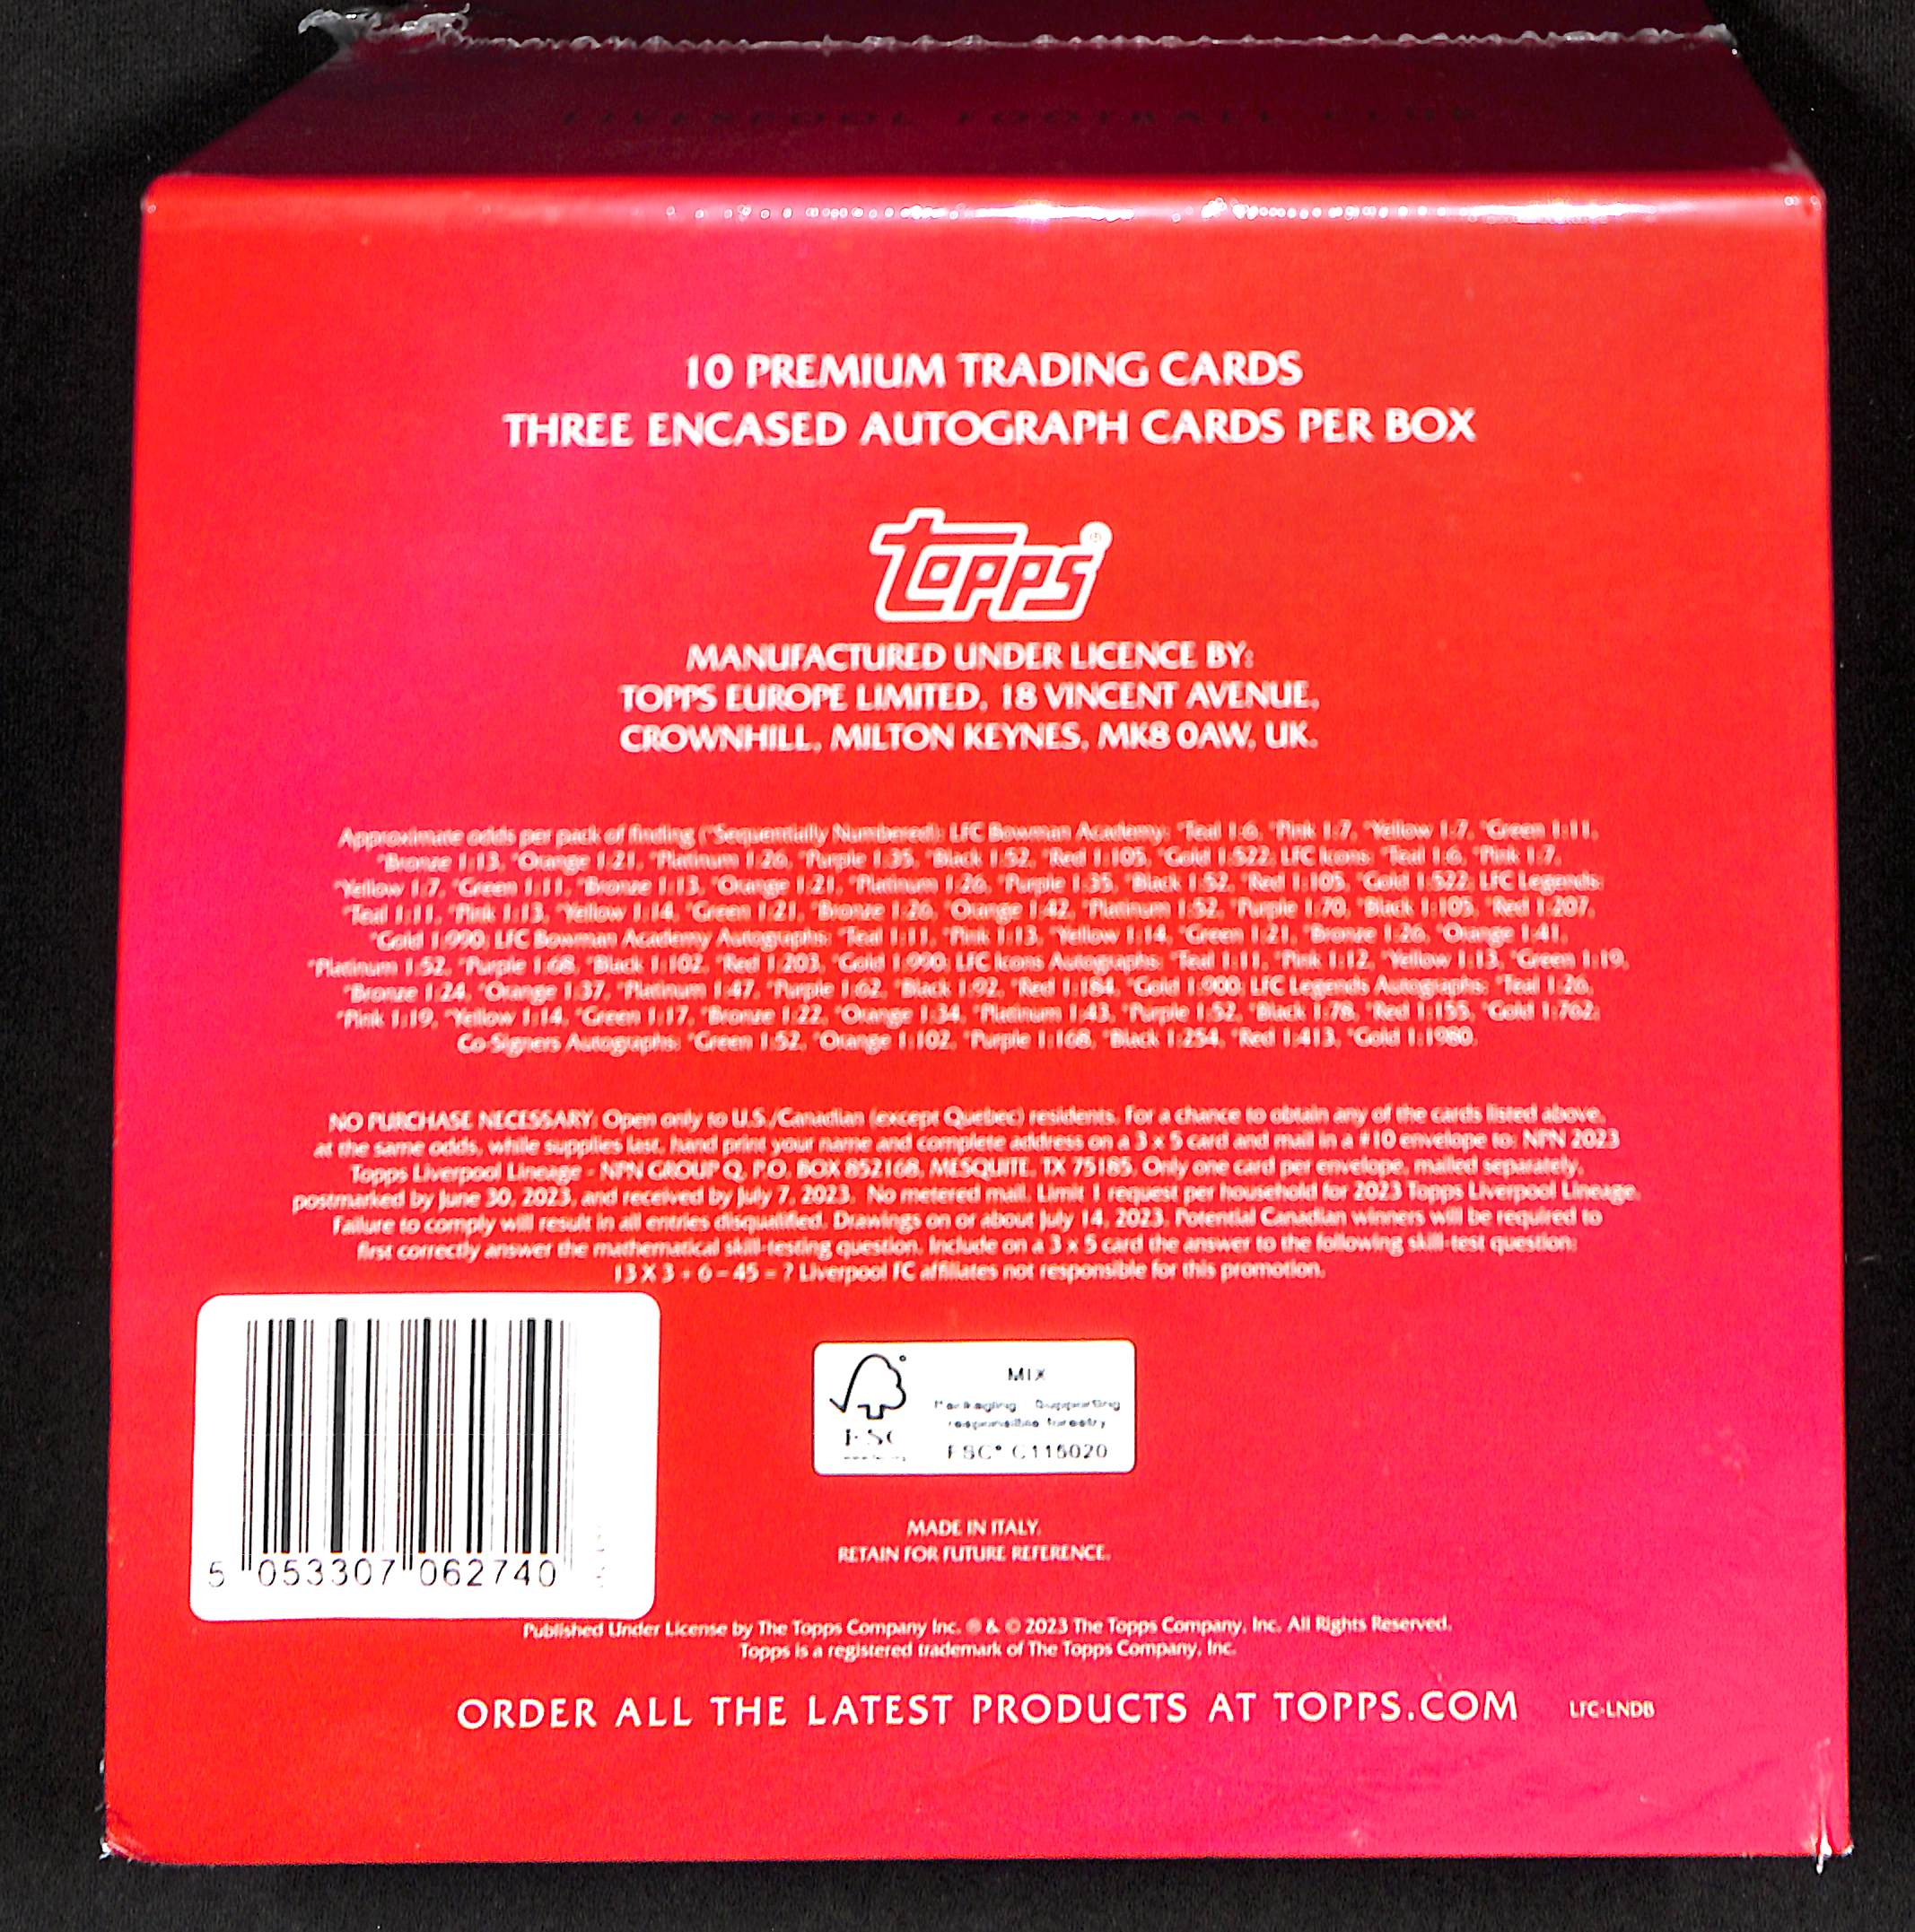 LIVERPOOL FOOTBALL CLUB
10 PREMIUM TRADING CARDS
THREE ENCASED AUTOGRAPH CARDS PER BOX
topps®
MANUFACTURED UNDER LICENCE BY:
TOPPS EUROPE LIMITED, 18 VINCENT AVENUE,
CROWNHILL, MILTON KEYNES, MK8 0AW, UK.
Approximate odds per pack of finding (*Sequentially Numbered): LFC Bowman Academy: *Teal 1:6, *Pink 1:7, *Yellow 1:7, *Green 1:11,
*Bronze 1:13, *Orange 1:21, *Platinum 1:26, *Purple 1:35, *Black 1:52, *Red 1:105, *Gold 1:522; LFC Icons: *Teal 1:6, *Pink 1:7,
*Yellow 1:7, *Green 1:11, *Bronze 1:13, *Orange 1:21, *Platinum 1:26, *Purple 1:35, *Black 1:52, *Red 1:105, *Gold 1:522; LFC Legends:
*Teal 1:11, *Pink 1:13, *Yellow 1:14, *Green 1:21, *Bronze 1:26, *Orange 1:42, *Platinum 1:52, *Purple 1:70, *Black 1:105, *Red 1:207,
*Gold 1:990; LFC Bowman Academy Autographs: *Teal 1:11, *Pink 1:13, *Yellow 1:14, *Green 1:21, *Bronze 1:26, *Orange 1:41,
*Platinum 1:52, *Purple 1:68, *Black 1:102, *Red 1:203, *Gold 1:990; LFC Icons Autographs: *Teal 1:11, *Pink 1:12, *Yellow 1:13, *Green 1:19,
*Bronze 1:24, *Orange 1:37, *Platinum 1:47, *Purple 1:62, *Black 1:92, *Red 1:184, *Gold 1:900; LFC Legends Autographs: *Teal 1:26,
*Pink 1:19, *Yellow 1:14, *Green 1:17, *Bronze 1:22, *Orange 1:34, *Platinum 1:43, *Purple 1:52, *Black 1:78, *Red 1:155, *Gold 1:762;
Co-Signers Autographs: *Green 1:52, *Orange 1:102, *Purple 1:168, *Black 1:254, *Red 1:413, *Gold 1:1980.
NO PURCHASE NECESSARY: Open only to U.S./Canadian (except Quebec) residents. For a chance to obtain any of the cards listed above,
at the same odds, while supplies last, hand print your name and complete address on a 3 x 5 card and mail in a #10 envelope to: NPN 2023
Topps Liverpool Lineage - NPN GROUP Q, P.O. BOX 852168, MESQUITE, TX 75185. Only one card per envelope, mailed separately,
postmarked by June 30, 2023, and received by July 7, 2023. No metered mail. Limit 1 request per household for 2023 Topps Liverpool Lineage.
Failure to comply will result in all entries disqualified. Drawings on or about July 14, 2023. Potential Canadian winners will be required to
first correctly answer the mathematical skill-testing question. Include on a 3 x 5 card the answer to the following skill-test question:
13 X 3 + 6 – 45 = ? Liverpool FC affiliates not responsible for this promotion.
MIX
Packaging | Supporting
responsible forestry
FSC
FSC® C115020
5 053307 062740
MADE IN ITALY.
RETAIN FOR FUTURE REFERENCE.
Published Under License by The Topps Company Inc. ® & © 2023 The Topps Company, Inc. All Rights Reserved.
Topps is a registered trademark of The Topps Company, Inc.
ORDER ALL THE LATEST PRODUCTS AT TOPPS.COM
LFC-LNDB